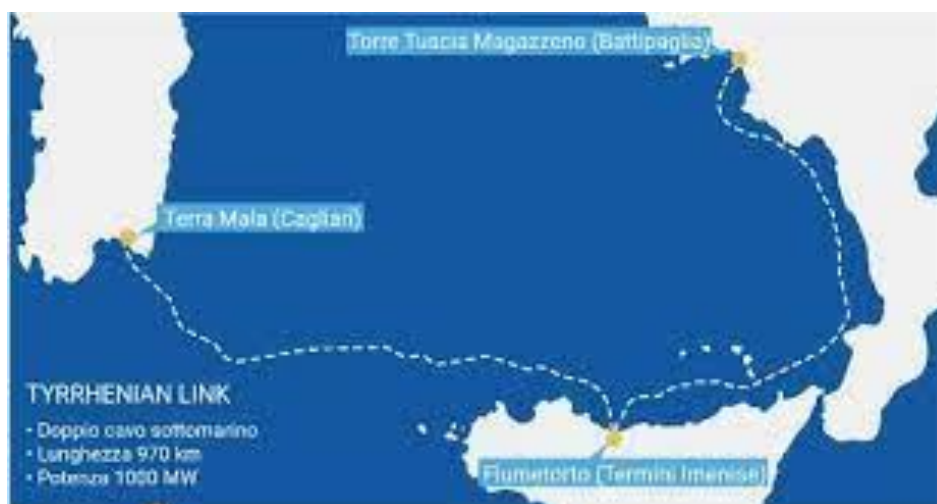 Torre Tuscia Magazzeno (Battipaglia)
Terra Mala (Cagliari)
TYRRHENIAN LINK
• Doppio cavo sottomarino
• Lunghezza 970 km
• Potenza 1000 MW
Fiumetorto (Termini Imerese)